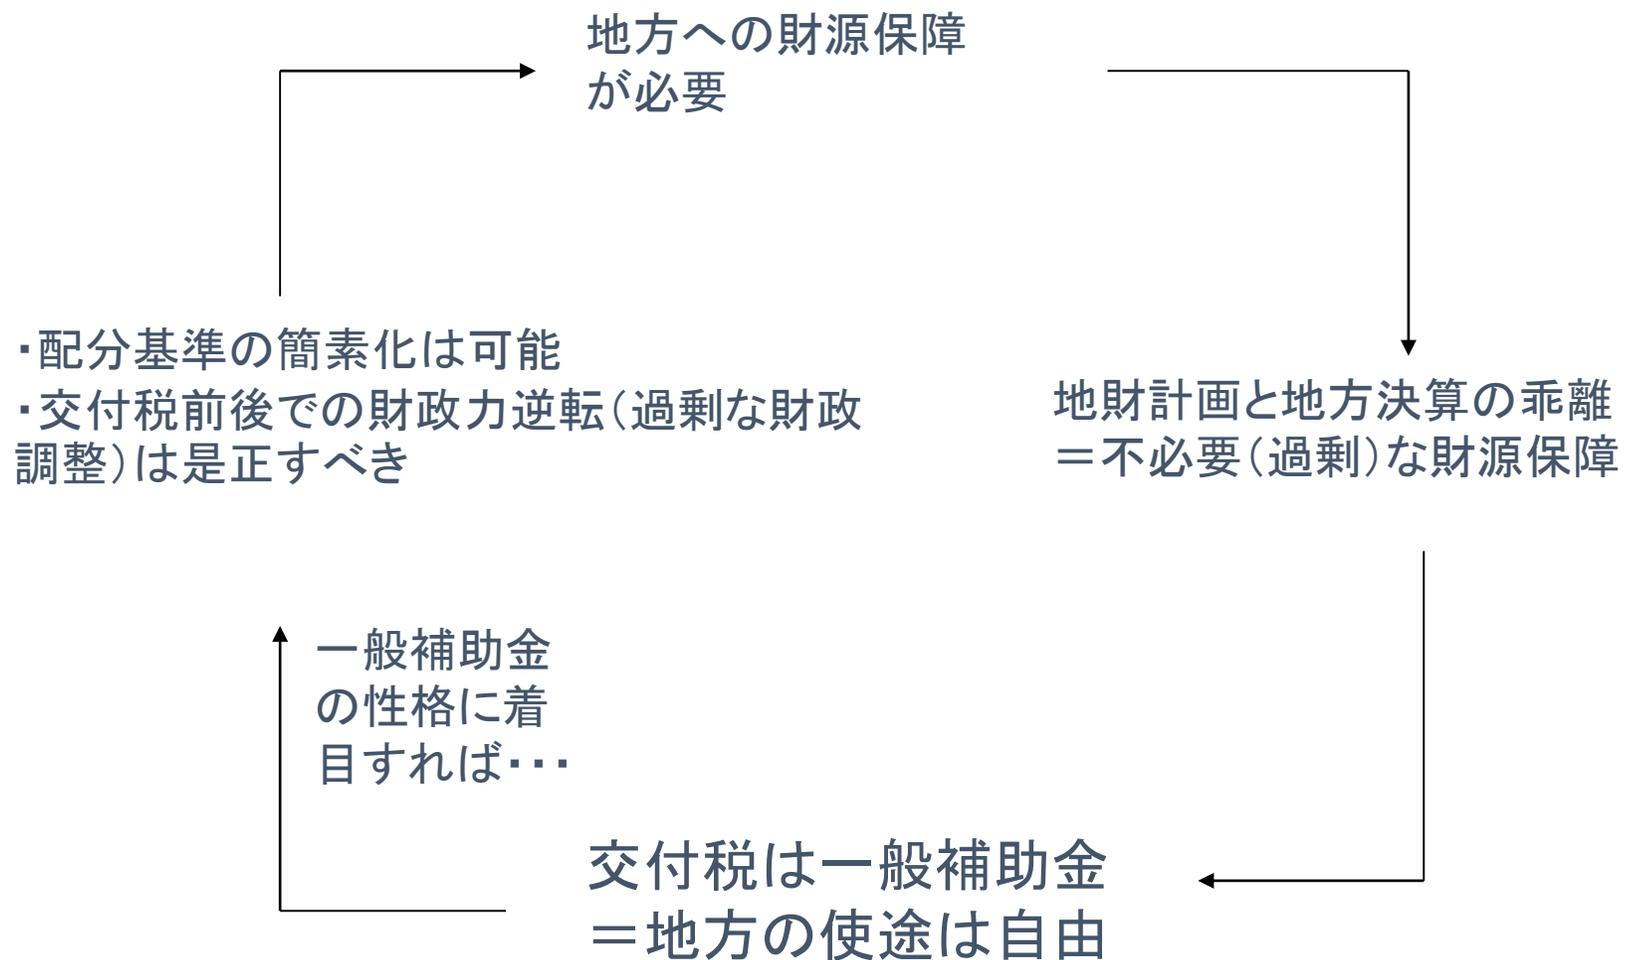 地方への財源保障
が必要
・配分基準の簡素化は可能
・交付税前後での財政力逆転（過剰な財政
調整）は是正すべき
地財計画と地方決算の乖離
＝不必要（過剰）な財源保障
一般補助金
の性格に着
目すれば・・・
交付税は一般補助金
＝地方の使途は自由